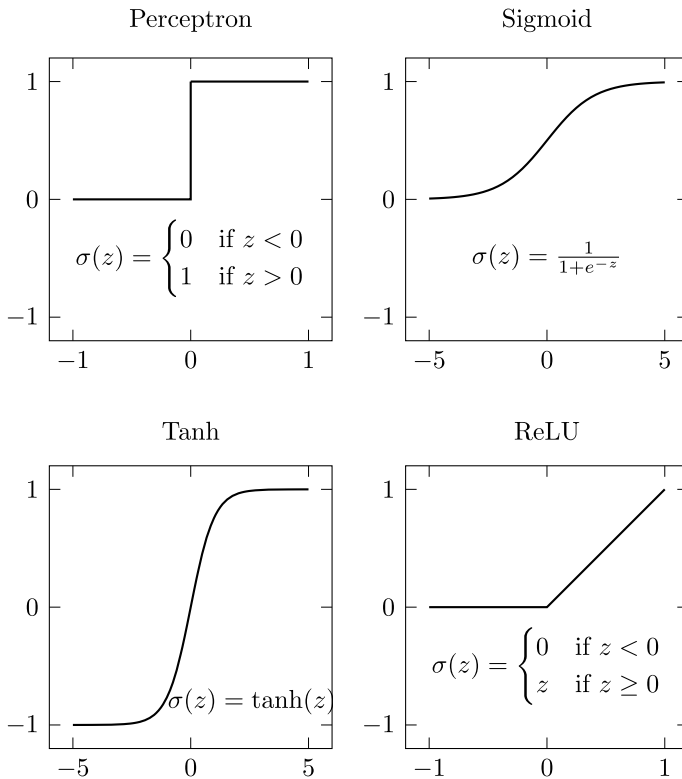 Perceptron
1
0
−1
σ(z) = {0 if z < 0
1 if z > 0
−1 0 1
Sigmoid
1
0
−1
σ(z) = 1/(1+e^{−z})
−5 0 5
Tanh
1
0
−1
σ(z) = tanh(z)
−5 0 5
ReLU
1
0
−1
σ(z) = {0 if z < 0
z if z ≥ 0
−1 0 1